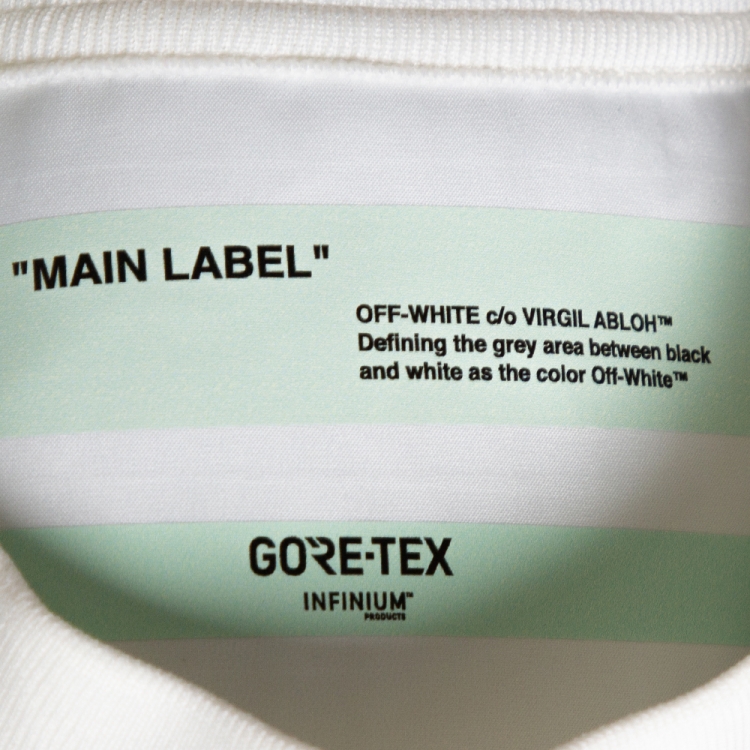 "MAIN LABEL"
OFF-WHITE c/o VIRGIL ABLOH™
Defining the grey area between black
and white as the color Off-White™
GORE-TEX
INFINIUM™
PRODUCTS